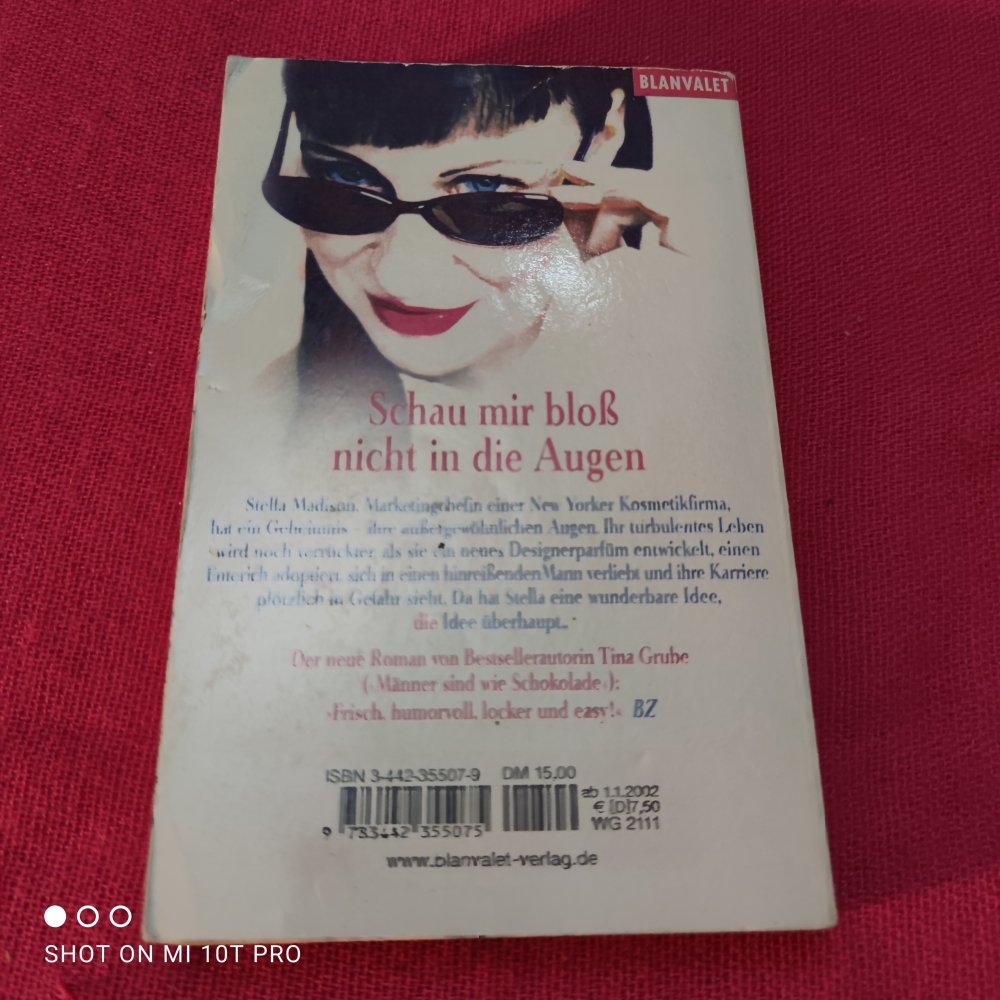 BLANVALET
Schau mir bloß
nicht in die Augen
Stella Madison, Marketingchefin einer New Yorker Kosmetikfirma,
hat ein Geheimnis – ihre außergewöhnlichen Augen. Ihr turbulentes Leben
wird noch verrückter, als sie ein neues Designerparfüm entwickelt, einen
Enterich adoptiert, sich in einen hinreißenden Mann verliebt und ihre Karriere
plötzlich in Gefahr sieht. Da hat Stella eine wunderbare Idee,
die Idee überhaupt...
Der neue Roman von Bestsellerautorin Tina Grube
(»Männer sind wie Schokolade«):
»Frisch, humorvoll, locker und easy!« BZ
ISBN 3-442-35507-9 DM 15,00
ab 1.1.2002
€ [D] 7,50
WG 2111
9 783442 355075
www.blanvalet-verlag.de
SHOT ON MI 10T PRO